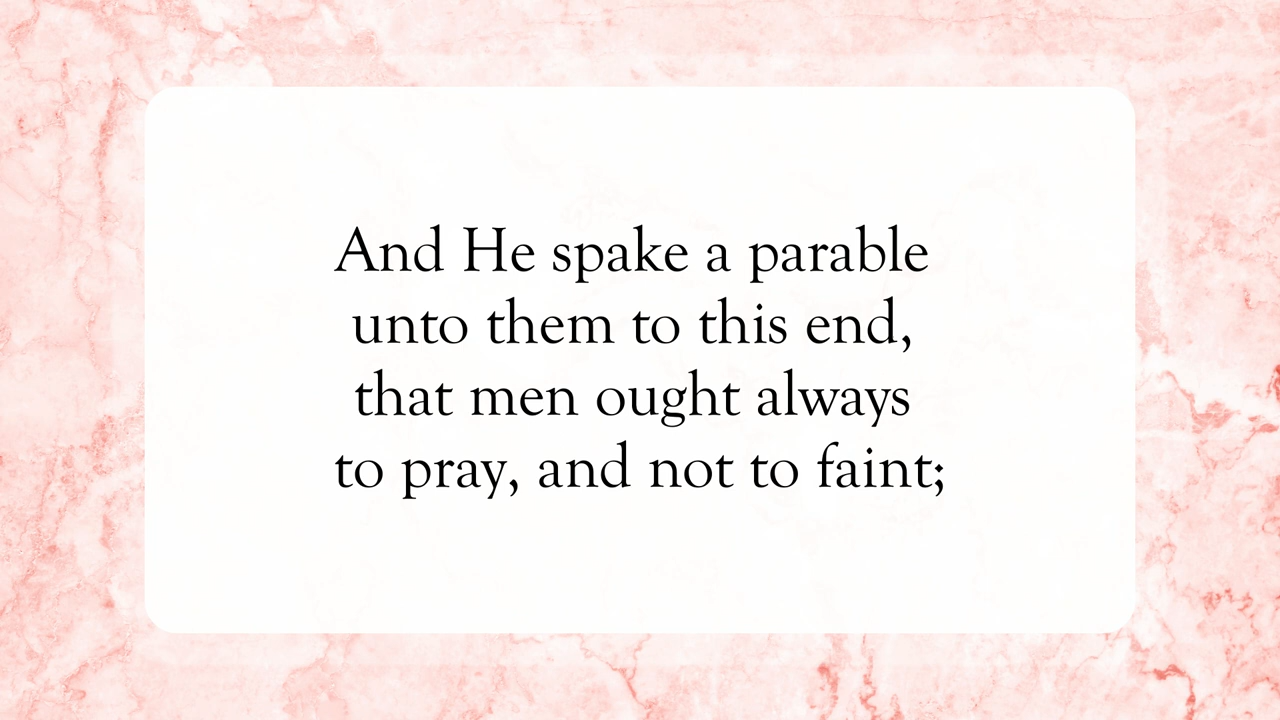 And He spake a parable
unto them to this end,
that men ought always
to pray, and not to faint;